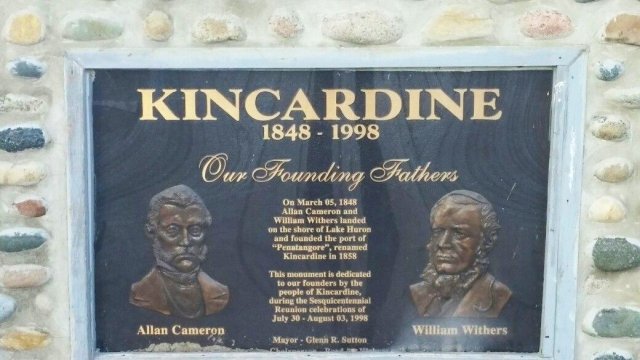 KINCARDINE
1848 - 1998
Our Founding Fathers
On March 05, 1848
Allan Cameron and
William Withers landed
on the shore of Lake Huron
and founded the port of
"Penatangore", renamed
Kincardine in 1858
This monument is dedicated
to our founders by the
people of Kincardine,
during the Sesquicentennial
Reunion celebrations of
July 30 - August 03, 1998
Allan Cameron
William Withers
Mayor - Glenn R. Sutton